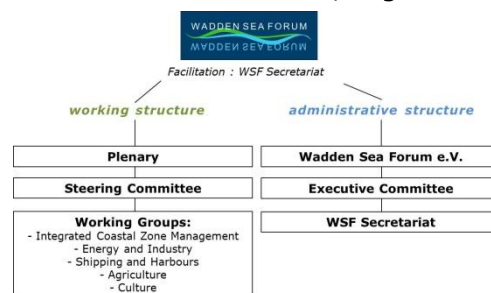 WADDEN SEA FORUM
WADDEN SEA FORUM
Facilitation : WSF Secretariat
working structure
administrative structure
Plenary
Wadden Sea Forum e.V.
Steering Committee
Executive Committee
Working Groups:
- Integrated Coastal Zone Management
- Energy and Industry
- Shipping and Harbours
- Agriculture
- Culture
WSF Secretariat